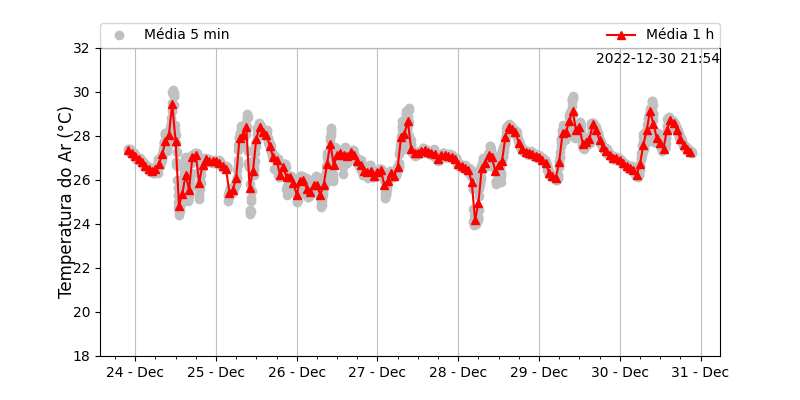 Média 5 min
Média 1 h
2022-12-30 21:54
Temperatura do Ar (°C)
32
30
28
26
24
22
20
18
24 - Dec
25 - Dec
26 - Dec
27 - Dec
28 - Dec
29 - Dec
30 - Dec
31 - Dec